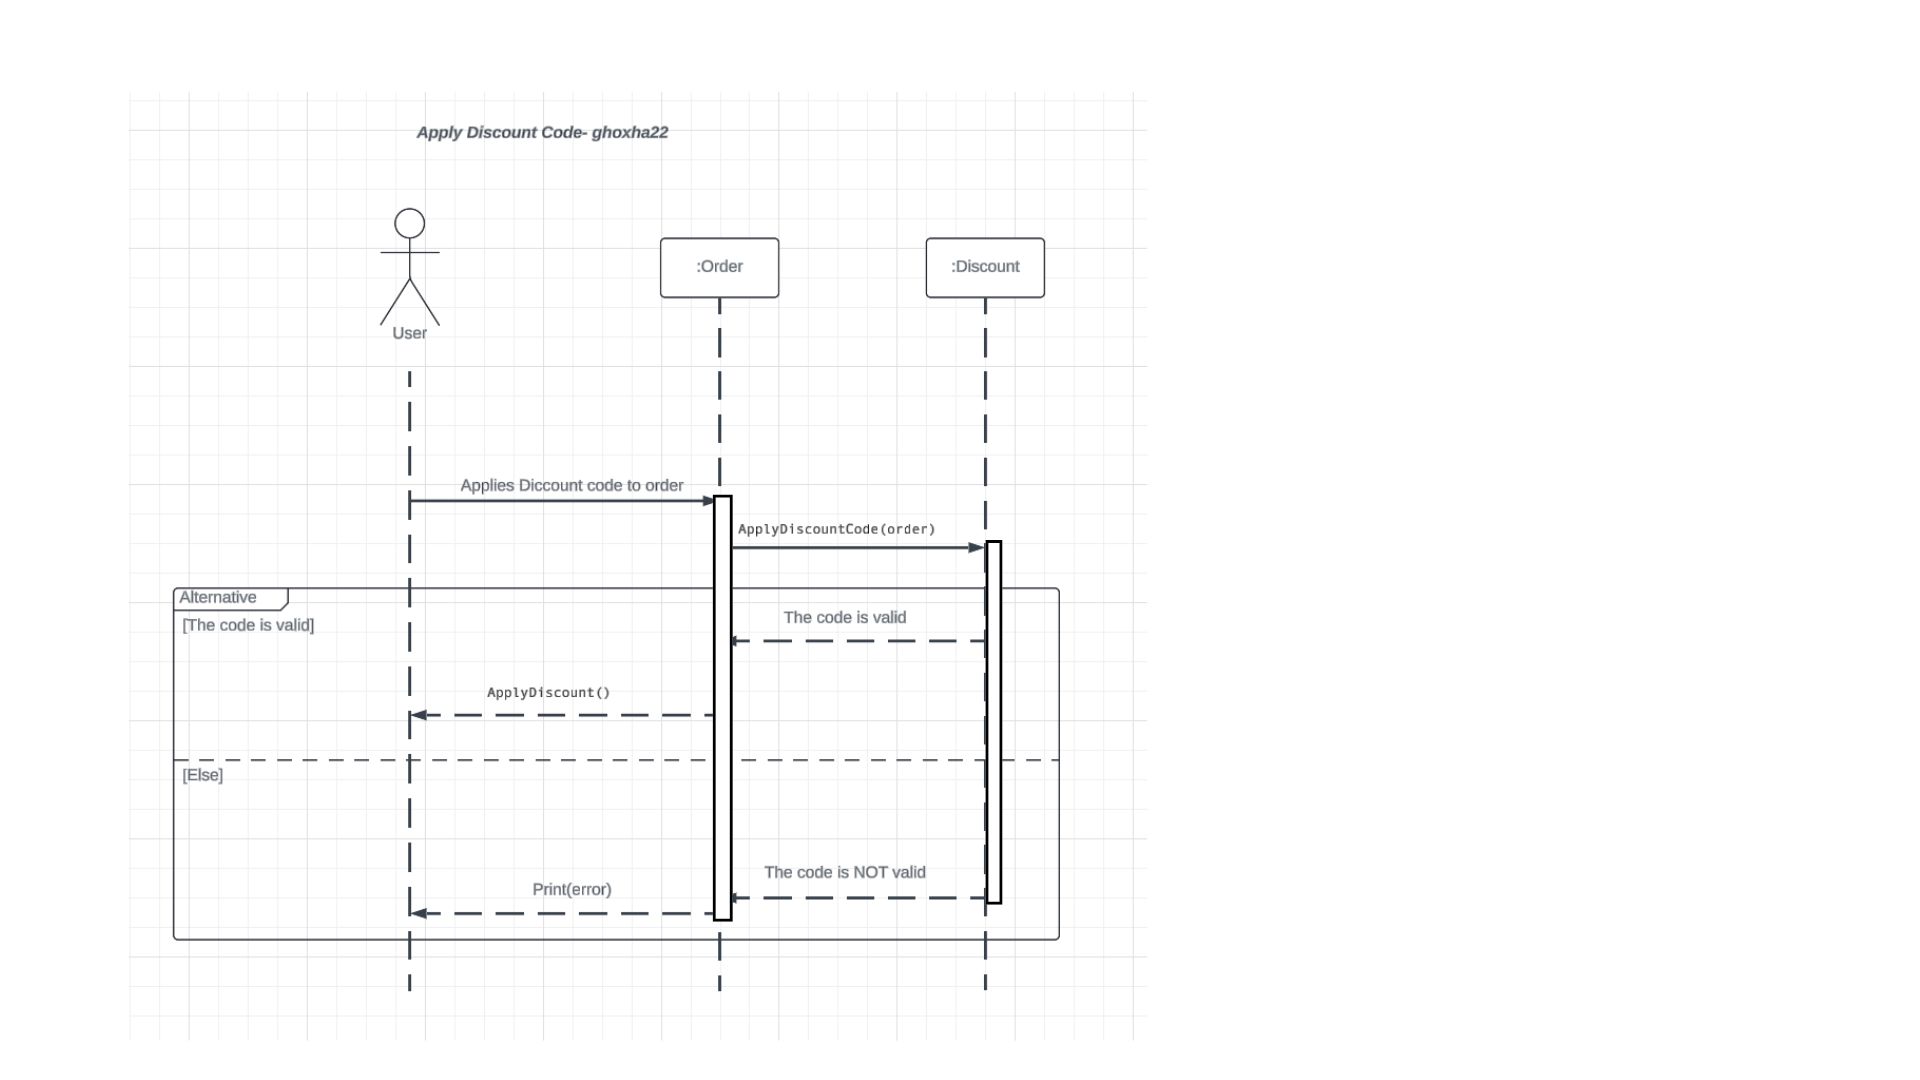 Apply Discount Code- ghoxha22
:Order
:Discount
User
Applies Diccount code to order
ApplyDiscountCode(order)
Alternative
[The code is valid]
The code is valid
ApplyDiscount()
[Else]
The code is NOT valid
Print(error)